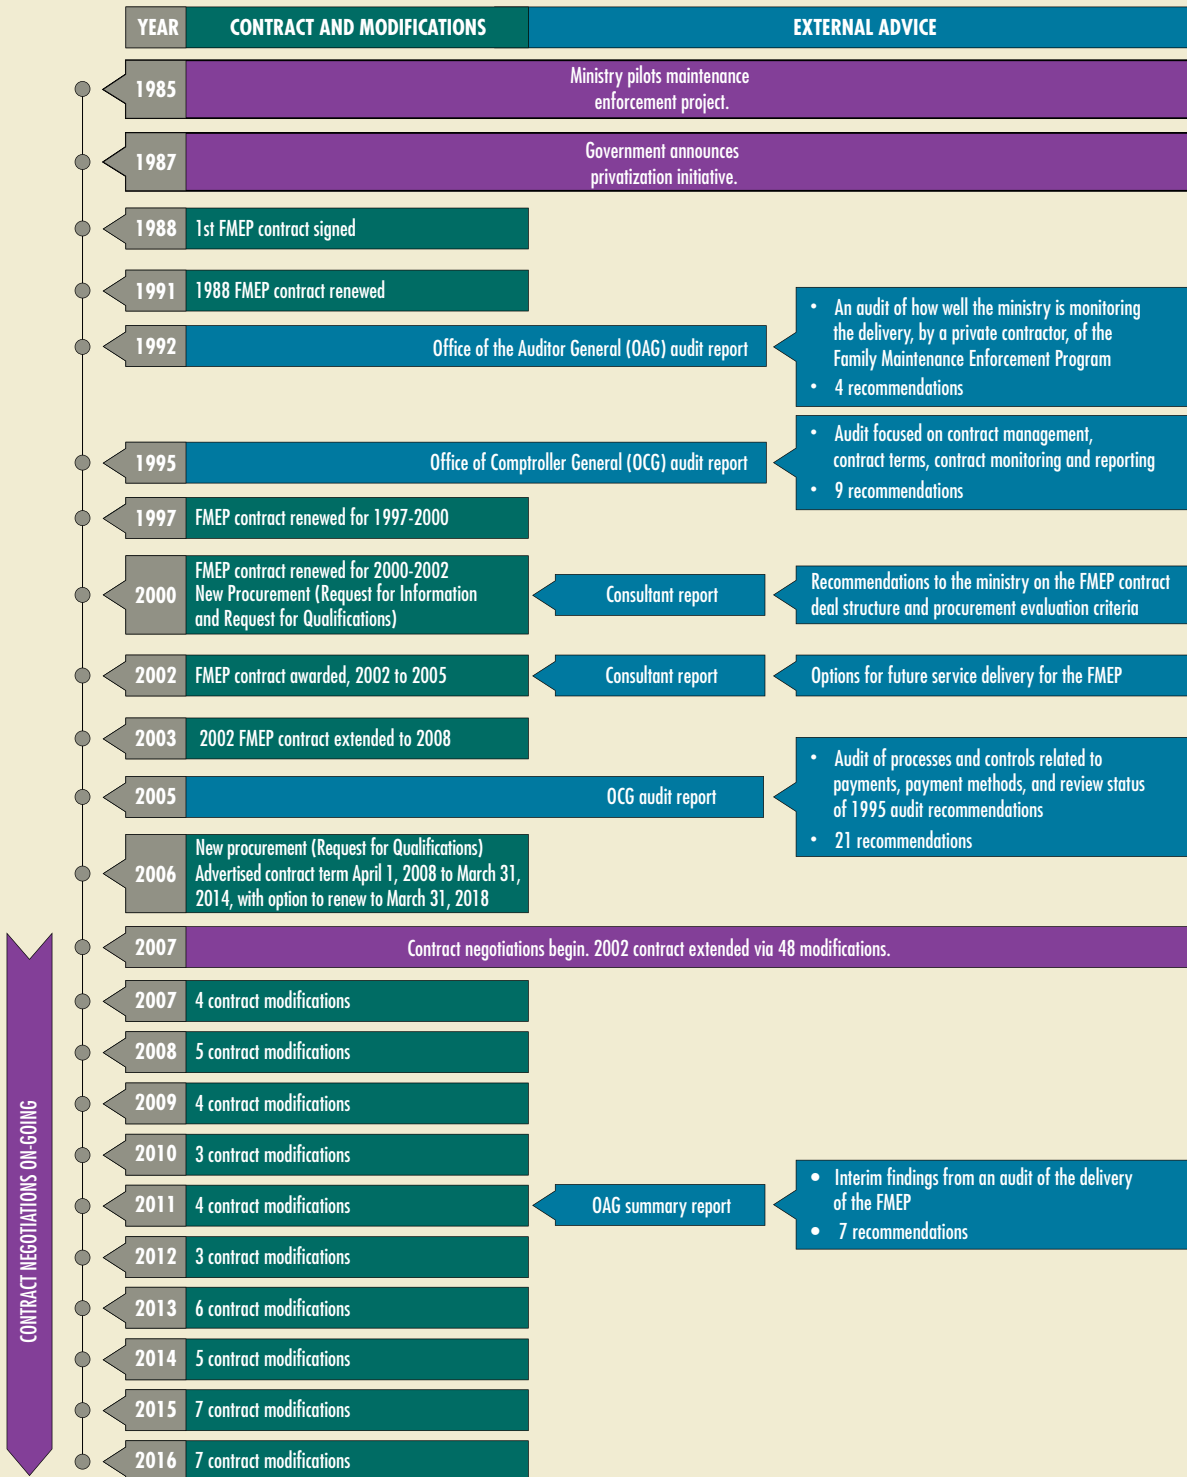 YEAR CONTRACT AND MODIFICATIONS EXTERNAL ADVICE
1985
Ministry pilots maintenance
enforcement project.
1987
Government announces
privatization initiative.
1988 1st FMEP contract signed
1991 1988 FMEP contract renewed
1992 Office of the Auditor General (OAG) audit report
• An audit of how well the ministry is monitoring
the delivery, by a private contractor, of the
Family Maintenance Enforcement Program
• 4 recommendations
1995 Office of Comptroller General (OCG) audit report
• Audit focused on contract management,
contract terms, contract monitoring and reporting
• 9 recommendations
1997 FMEP contract renewed for 1997-2000
2000
FMEP contract renewed for 2000-2002
New Procurement (Request for Information
and Request for Qualifications)
Consultant report
Recommendations to the ministry on the FMEP contract
deal structure and procurement evaluation criteria
2002 FMEP contract awarded, 2002 to 2005
Consultant report
Options for future service delivery for the FMEP
2003 2002 FMEP contract extended to 2008
2005 OCG audit report
• Audit of processes and controls related to
payments, payment methods, and review status
of 1995 audit recommendations
• 21 recommendations
2006
New procurement (Request for Qualifications)
Advertised contract term April 1, 2008 to March 31,
2014, with option to renew to March 31, 2018
2007 Contract negotiations begin. 2002 contract extended via 48 modifications.
CONTRACT NEGOTIATIONS ON-GOING
2007 4 contract modifications
2008 5 contract modifications
2009 4 contract modifications
2010 3 contract modifications
2011 4 contract modifications
OAG summary report
• Interim findings from an audit of the delivery
of the FMEP
• 7 recommendations
2012 3 contract modifications
2013 6 contract modifications
2014 5 contract modifications
2015 7 contract modifications
2016 7 contract modifications